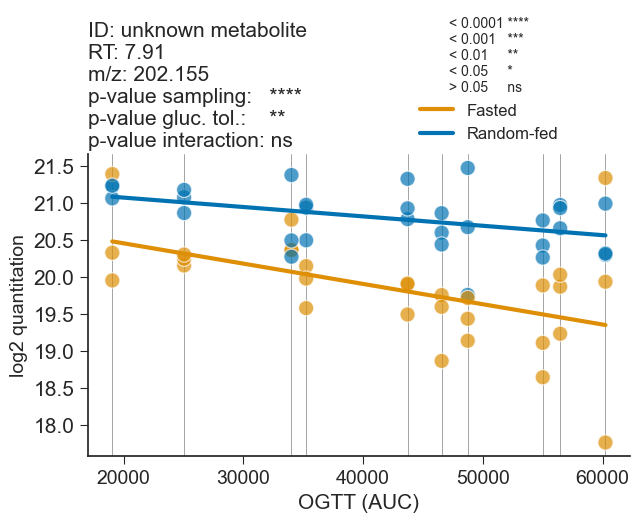 ID: unknown metabolite
RT: 7.91
m/z: 202.155
p-value sampling: ****
p-value gluc. tol.: **
p-value interaction: ns
< 0.0001 ****
< 0.001 ***
< 0.01 **
< 0.05 *
> 0.05 ns
Fasted
Random-fed
log2 quantitation
21.5
21.0
20.5
20.0
19.5
19.0
18.5
18.0
20000 30000 40000 50000 60000
OGTT (AUC)